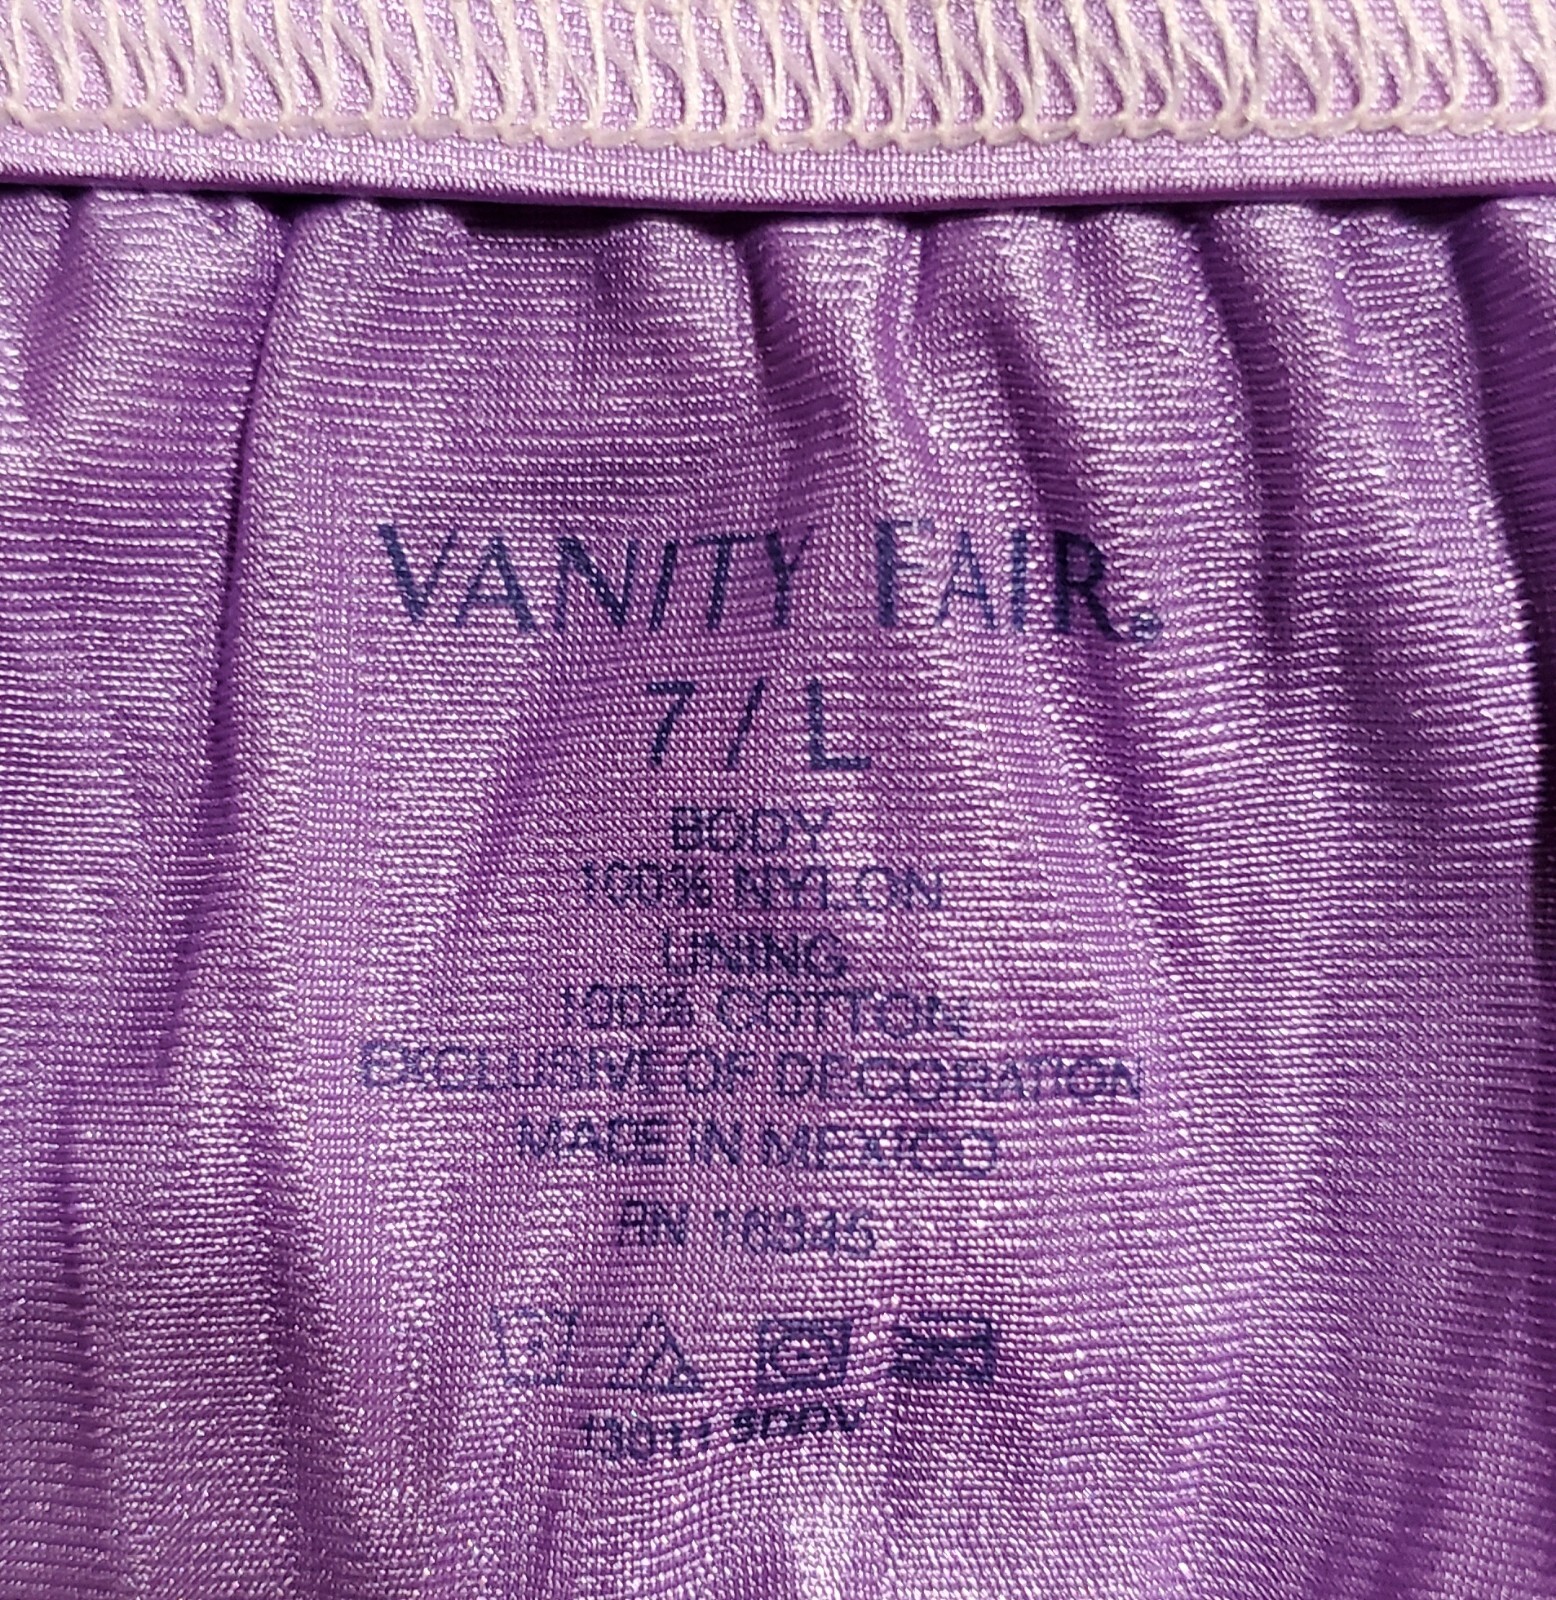 VANITY FAIR®
7 / L
BODY
100% NYLON
LINING
100% COTTON
EXCLUSIVE OF DECORATION
MADE IN MEXICO
RN 16345